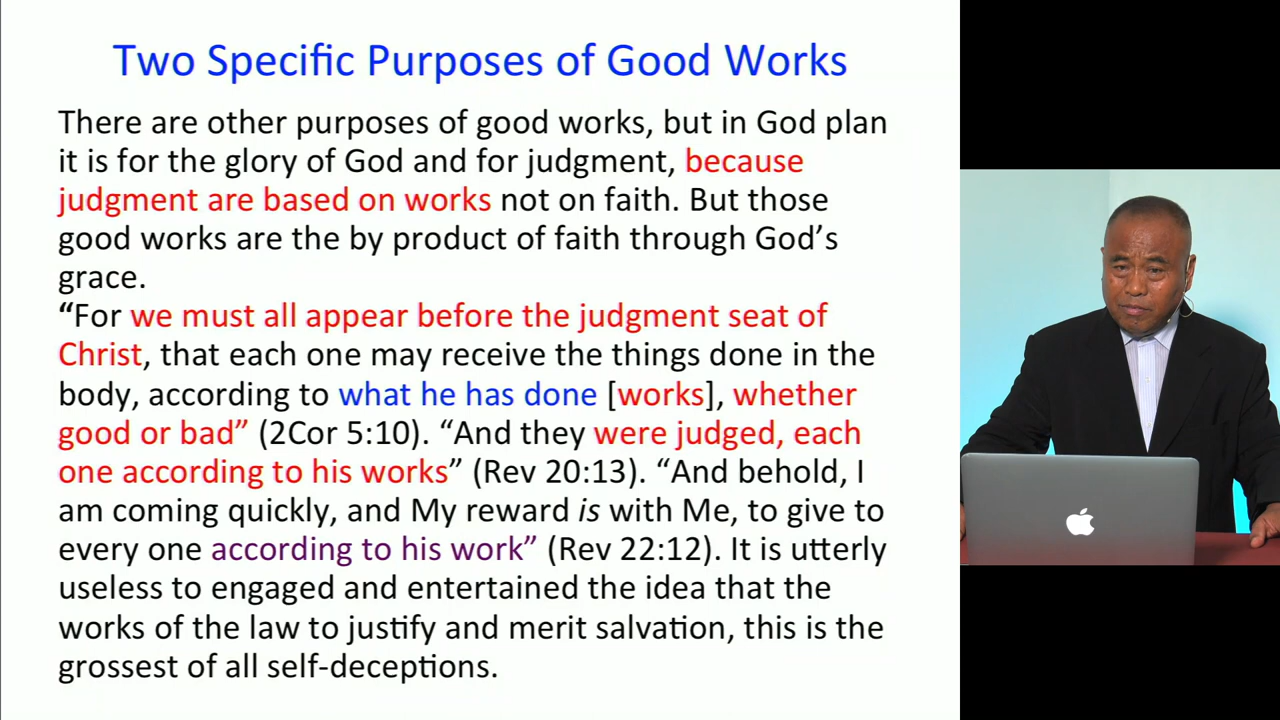 Two Specific Purposes of Good Works
There are other purposes of good works, but in God plan
it is for the glory of God and for judgment, because
judgment are based on works not on faith. But those
good works are the by product of faith through God's
grace.
“For we must all appear before the judgment seat of
Christ, that each one may receive the things done in the
body, according to what he has done [works], whether
good or bad” (2Cor 5:10). “And they were judged, each
one according to his works” (Rev 20:13). “And behold, I
am coming quickly, and My reward is with Me, to give to
every one according to his work” (Rev 22:12). It is utterly
useless to engaged and entertained the idea that the
works of the law to justify and merit salvation, this is the
grossest of all self-deceptions.